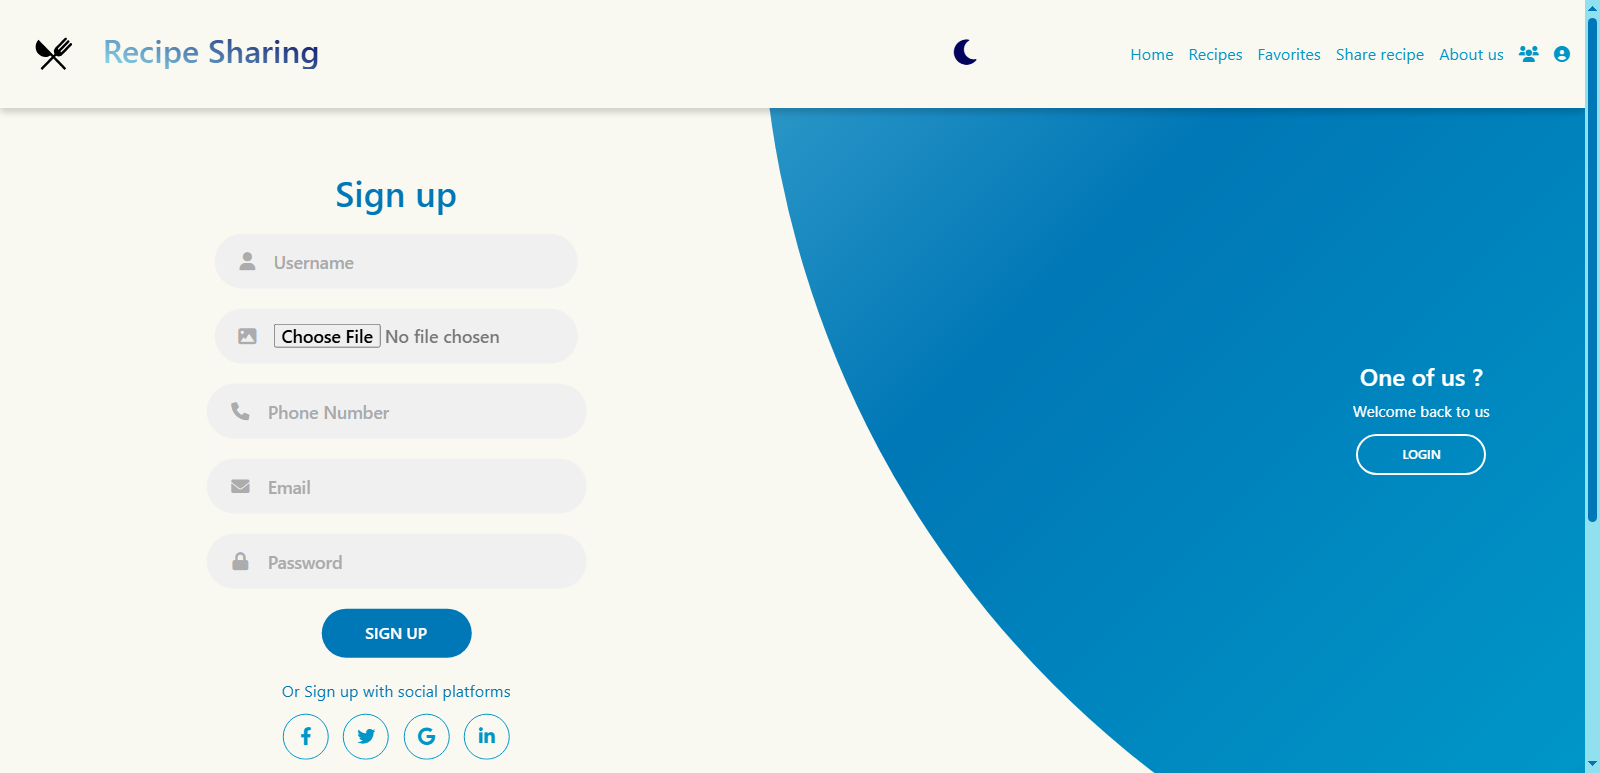 Recipe Sharing
Home Recipes Favorites Share recipe About us
Sign up
Username
Choose File No file chosen
Phone Number
Email
Password
SIGN UP
Or Sign up with social platforms
One of us ?
Welcome back to us
LOGIN